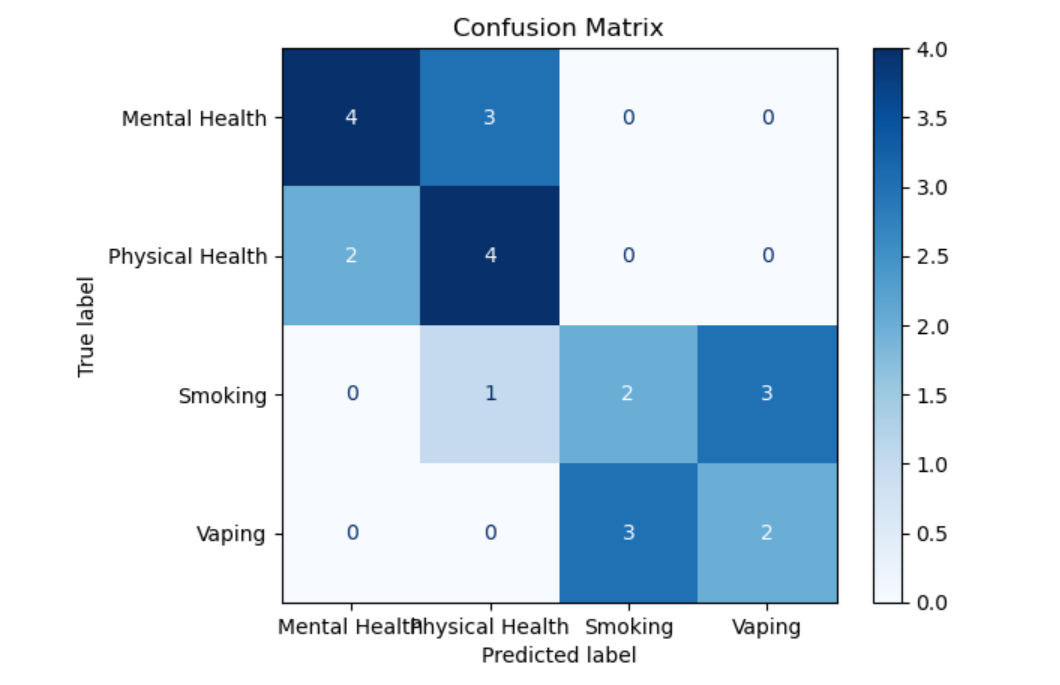 Confusion Matrix
True label
Mental Health 4 3 0 0
Physical Health 2 4 0 0
Smoking 0 1 2 3
Vaping 0 0 3 2
Mental Health Physical Health Smoking Vaping
Predicted label
4.0
3.5
3.0
2.5
2.0
1.5
1.0
0.5
0.0